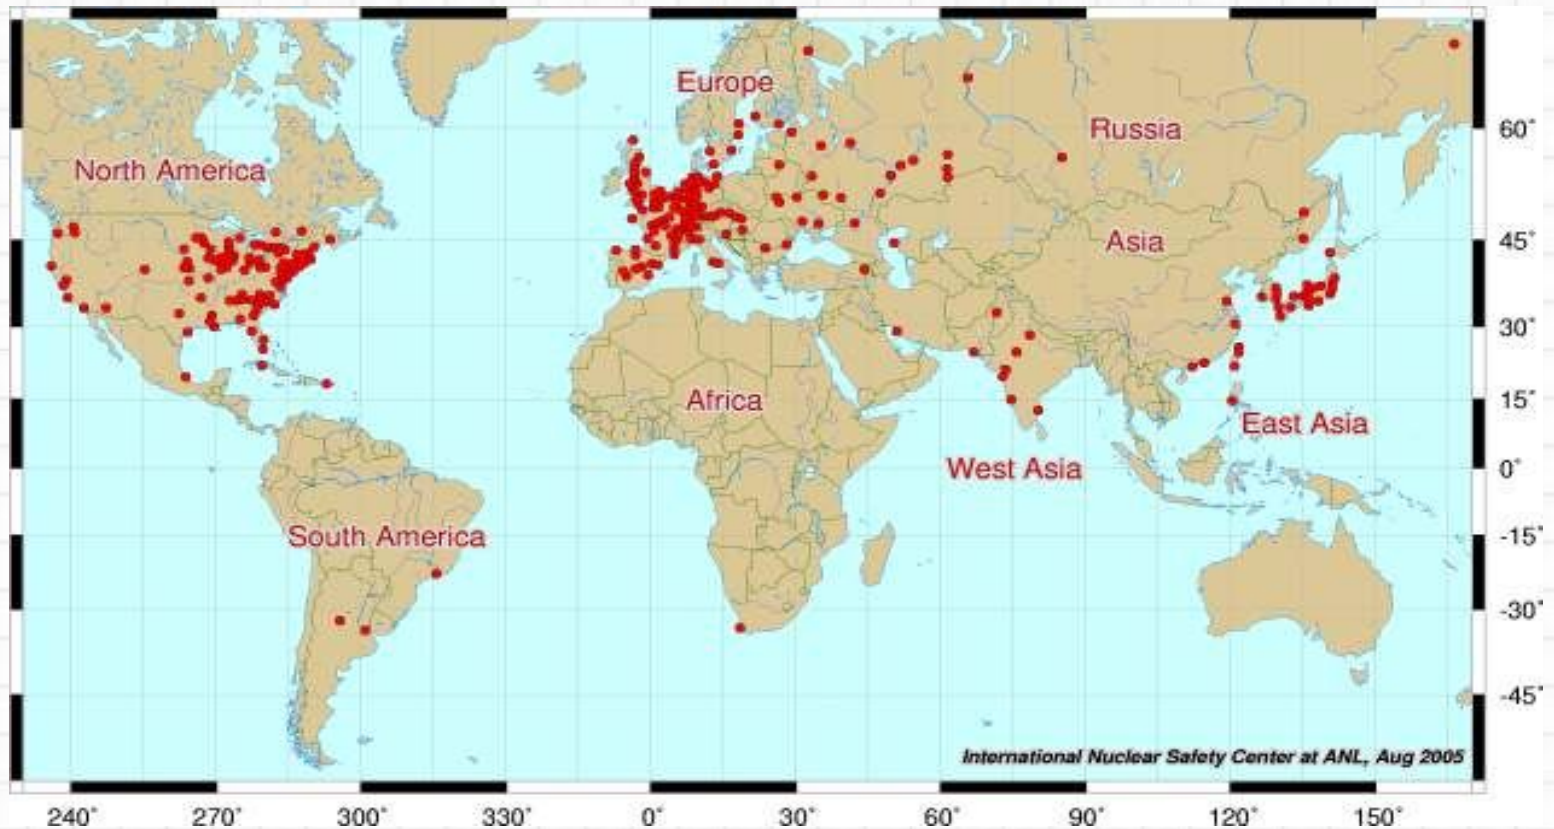 Europe
60°
Russia
North America
45°
Asia
30°
15°
Africa
East Asia
0°
West Asia
South America
-15°
-30°
-45°
International Nuclear Safety Center at ANL, Aug 2005
240° 270° 300° 330° 0° 30° 60° 90° 120° 150°